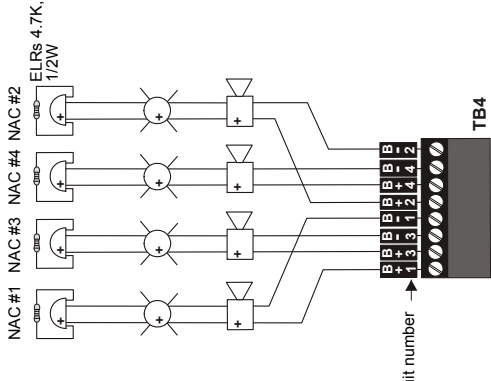 NAC #1
NAC #3
NAC #4
NAC #2
ELRs 4.7K,
1/2W
+
+
+
+
+
+
+
+
+
+
+
+
B + 1
B + 3
B - 3
B - 1
B + 2
B + 4
B - 4
B - 2
number
TB4